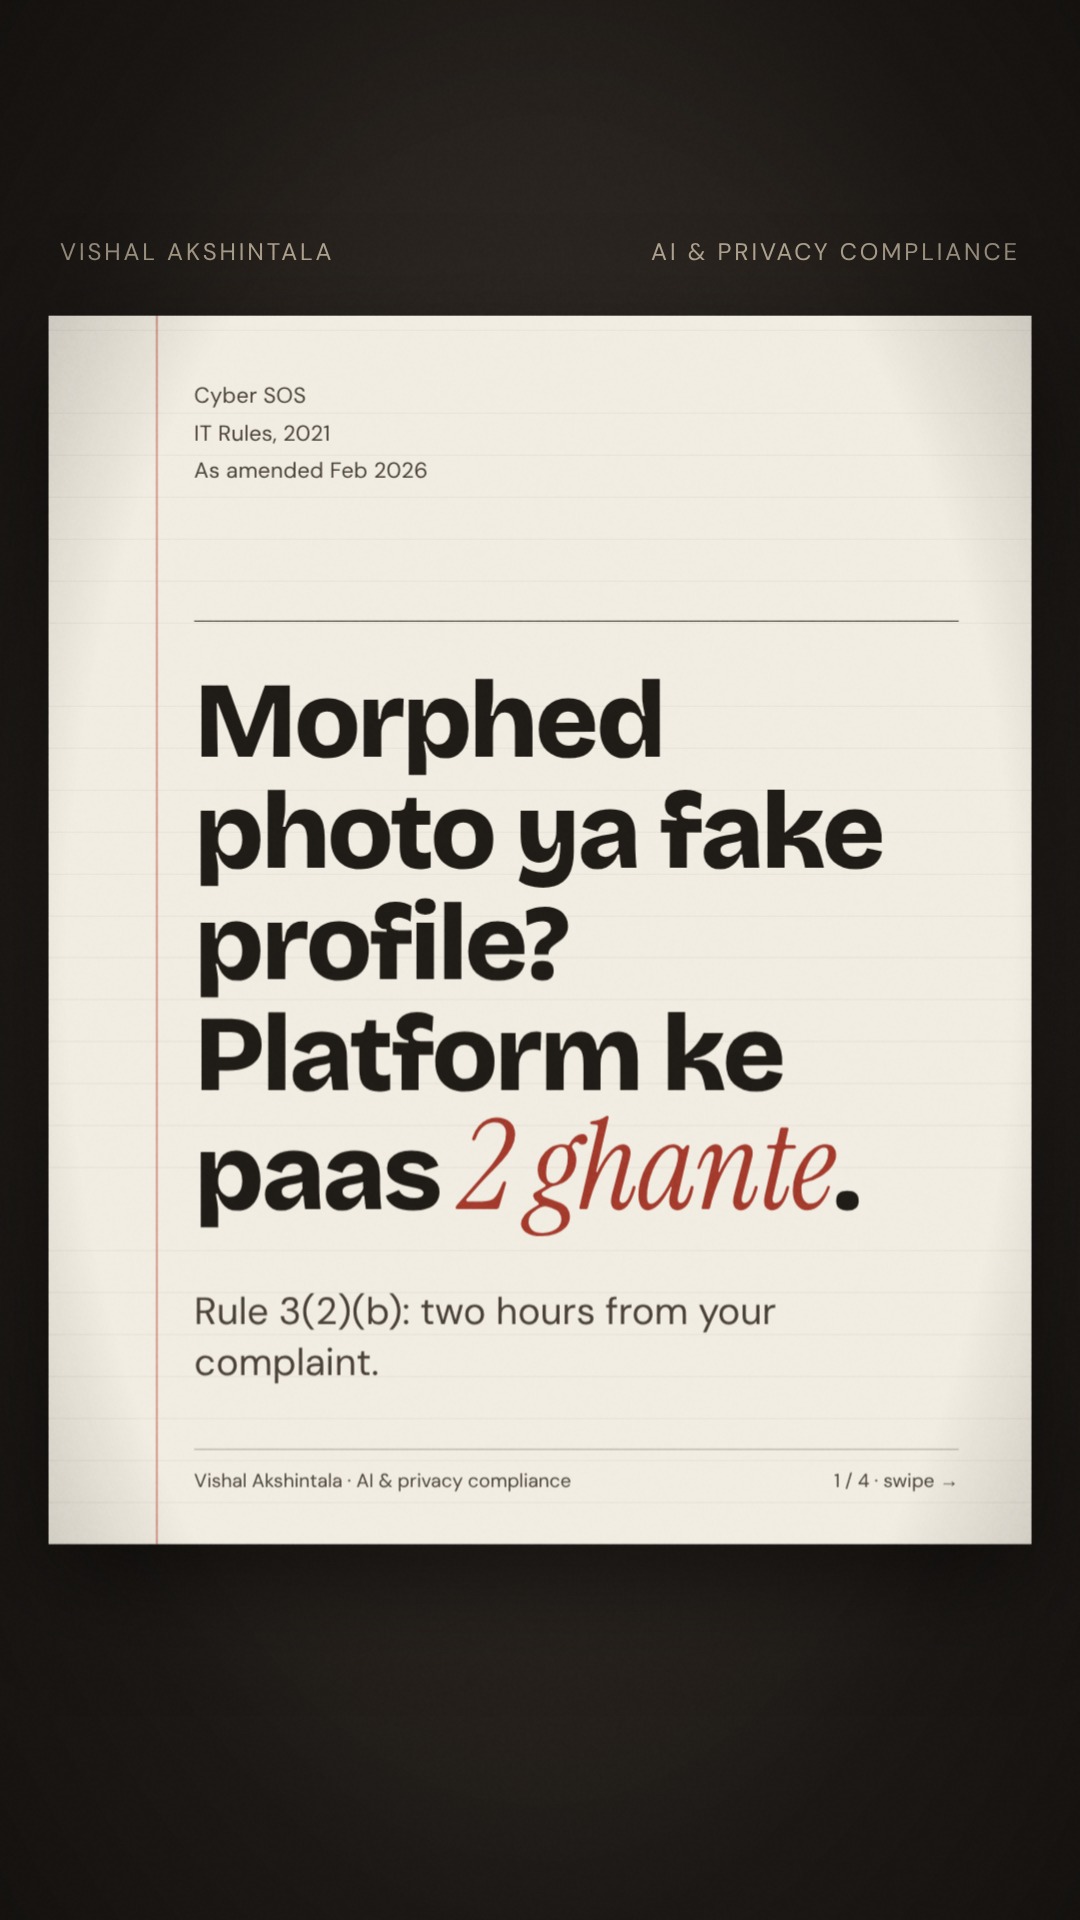 VISHAL AKSHINTALA
AI & PRIVACY COMPLIANCE
Cyber SOS
IT Rules, 2021
As amended Feb 2026
Morphed
photo ya fake
profile?
Platform ke
paas 2 ghante.
Rule 3(2)(b): two hours from your
complaint.
Vishal Akshintala · AI & privacy compliance
1 / 4 · swipe →